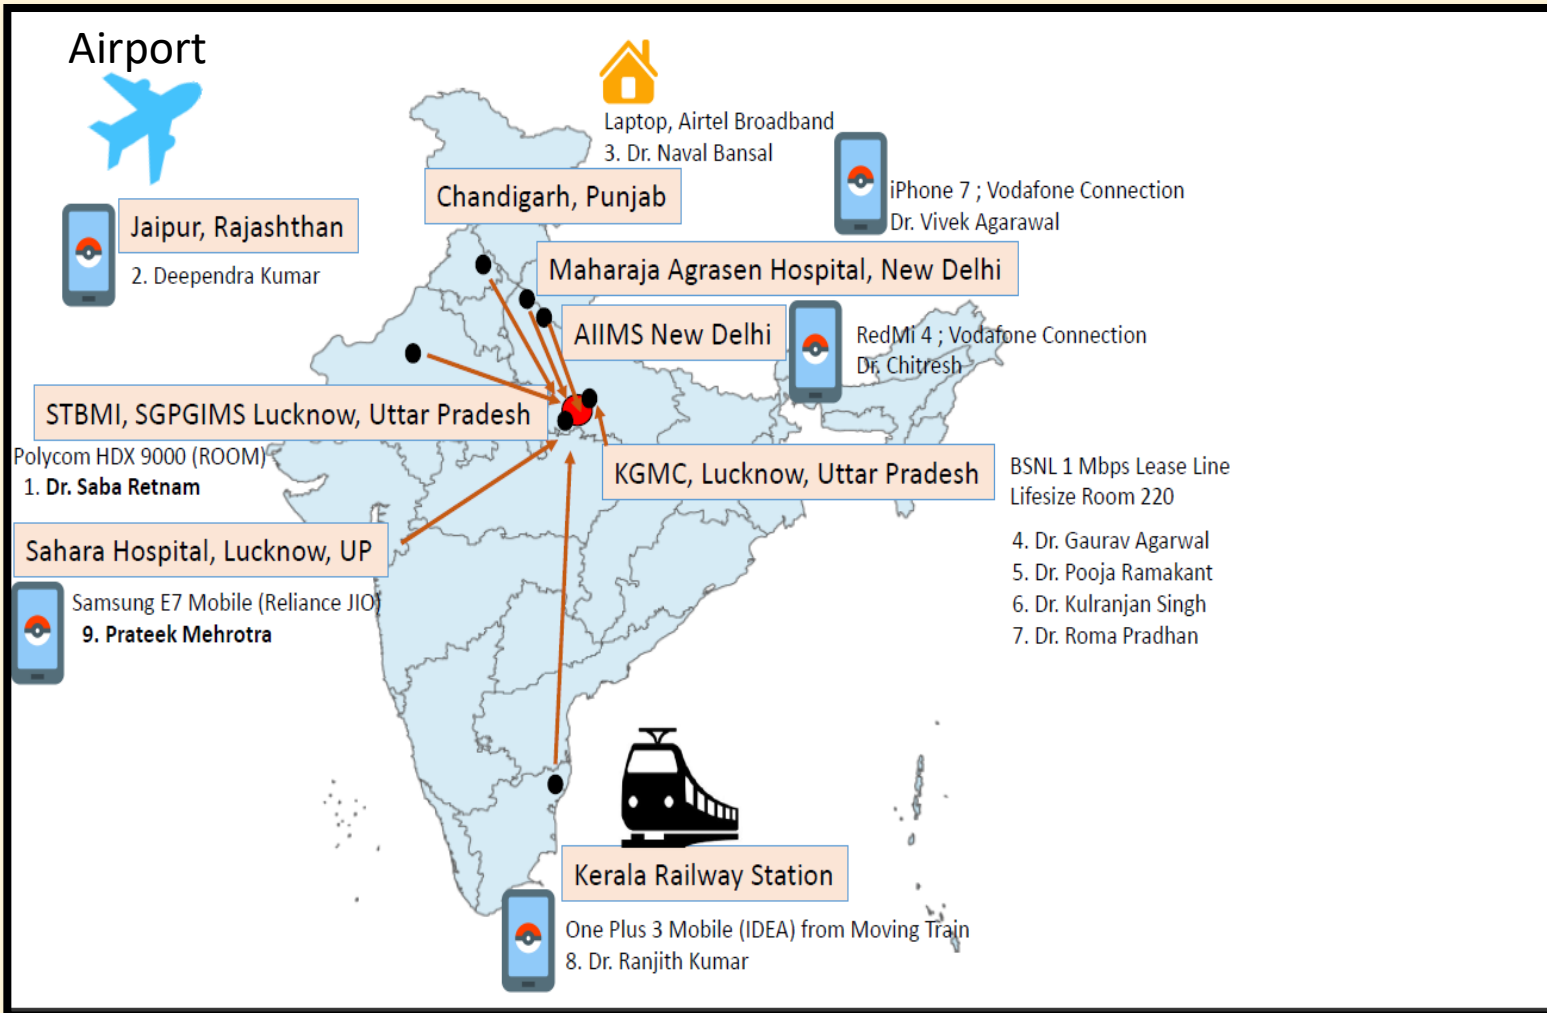 Airport
Laptop, Airtel Broadband
3. Dr. Naval Bansal
Chandigarh, Punjab
iPhone 7 ; Vodafone Connection
Dr. Vivek Agarawal
Jaipur, Rajashthan
2. Deependra Kumar
Maharaja Agrasen Hospital, New Delhi
AIIMS New Delhi
RedMi 4 ; Vodafone Connection
Dr. Chitresh
STBMI, SGPGIMS Lucknow, Uttar Pradesh
Polycom HDX 9000 (ROOM)
1. Dr. Saba Retnam
KGMC, Lucknow, Uttar Pradesh
BSNL 1 Mbps Lease Line
Lifesize Room 220
4. Dr. Gaurav Agarwal
5. Dr. Pooja Ramakant
6. Dr. Kulranjan Singh
7. Dr. Roma Pradhan
Sahara Hospital, Lucknow, UP
Samsung E7 Mobile (Reliance JIO)
9. Prateek Mehrotra
Kerala Railway Station
One Plus 3 Mobile (IDEA) from Moving Train
8. Dr. Ranjith Kumar